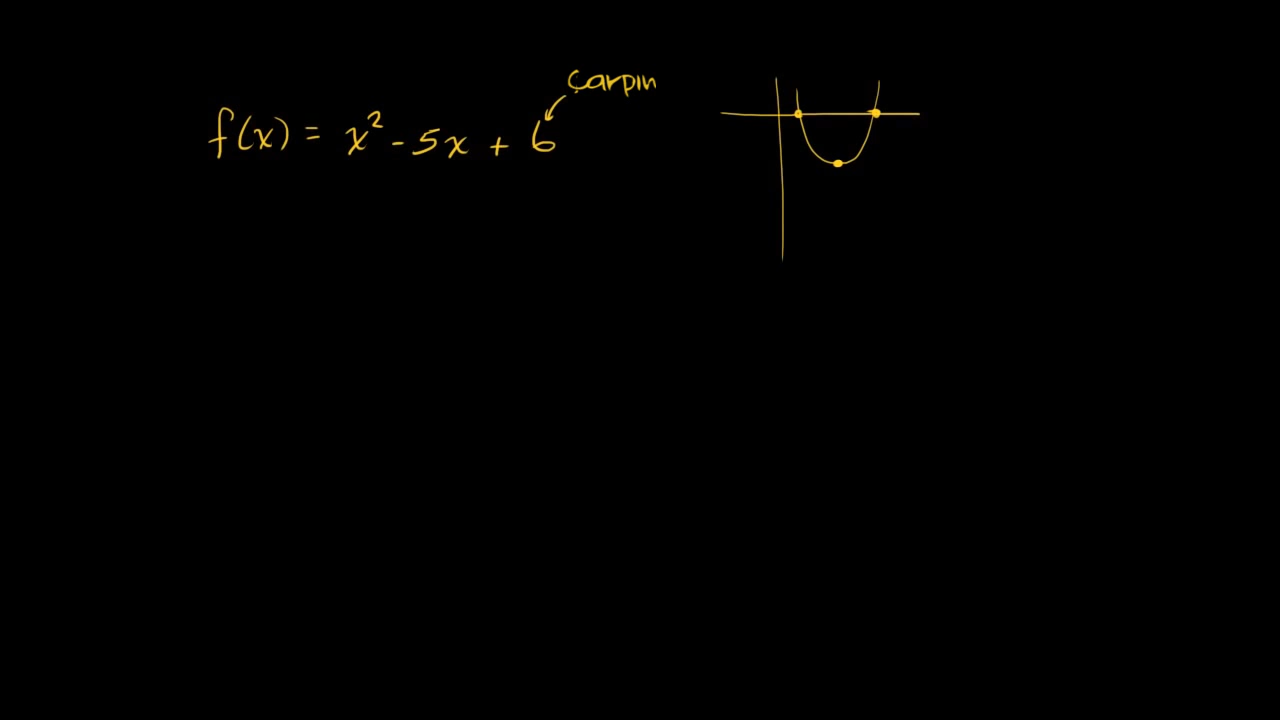 çarpın
f(x) = x² - 5x + 6